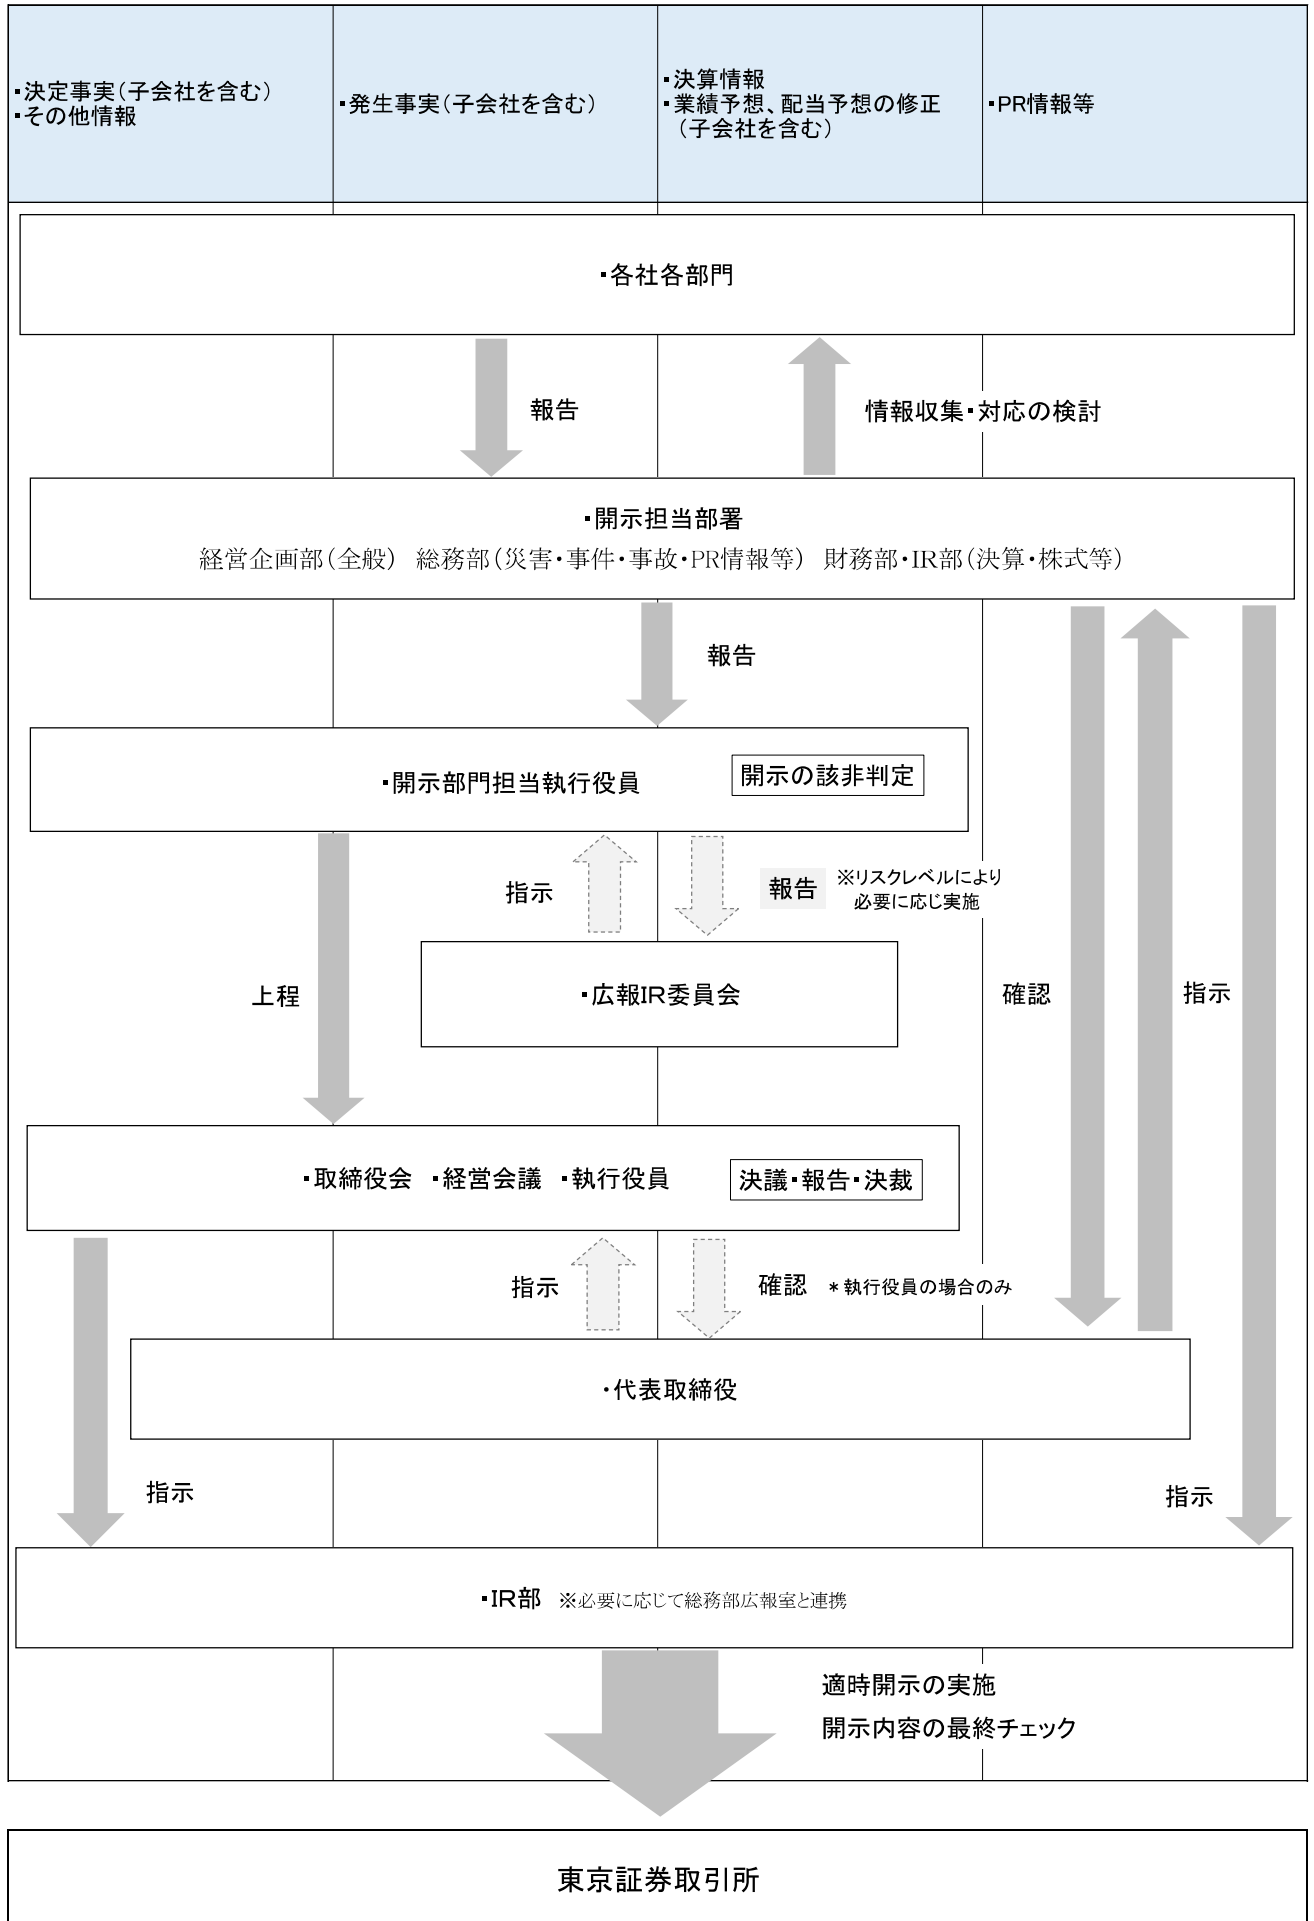 ・決定事実(子会社を含む)
・その他情報
・発生事実(子会社を含む)
・決算情報
・業績予想、配当予想の修正
(子会社を含む)
・PR情報等
・各社各部門
報告
情報収集・対応の検討
・開示担当部署
経営企画部(全般) 総務部(災害・事件・事故・PR情報等) 財務部・IR部(決算・株式等)
報告
・開示部門担当執行役員
開示の該非判定
指示
報告
※リスクレベルにより
必要に応じ実施
上程
・広報IR委員会
確認
指示
・取締役会 ・経営会議 ・執行役員
決議・報告・決裁
指示
確認
*執行役員の場合のみ
・代表取締役
指示
指示
・IR部 ※必要に応じて総務部広報室と連携
適時開示の実施
開示内容の最終チェック
東京証券取引所